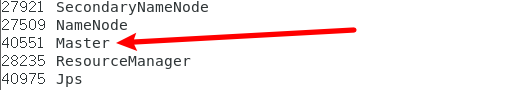 27921 SecondaryNameNode
27509 NameNode
40551 Master
28235 ResourceManager
40975 Jps